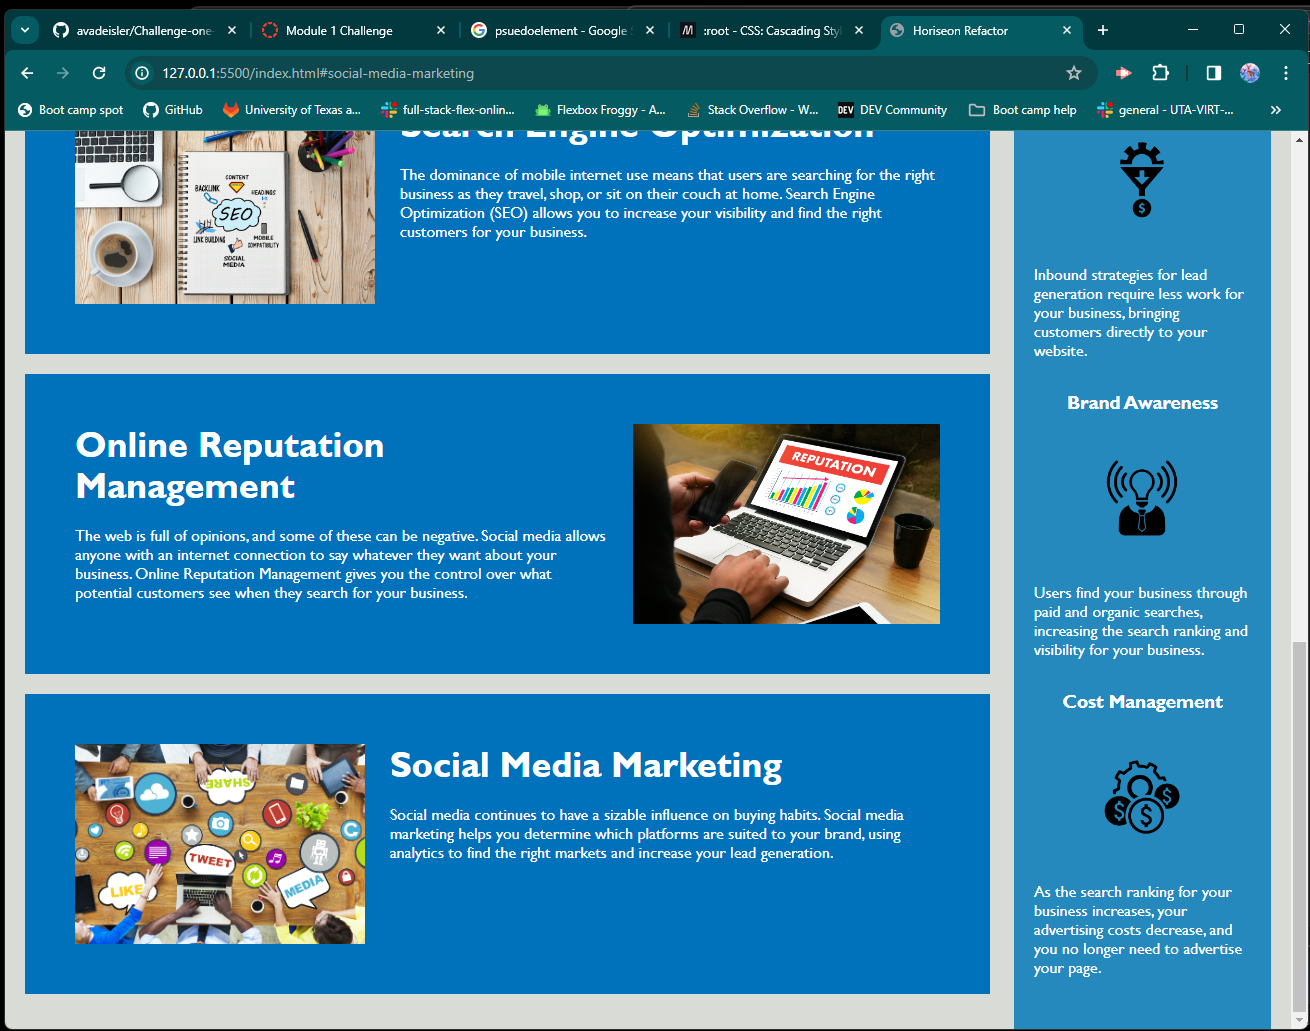 avadeisler/Challenge-one-
Module 1 Challenge
psuedoelement - Google S
:root - CSS: Cascading Styl
Horiseon Refactor
127.0.0.1:5500/index.html#social-media-marketing
Boot camp spot
GitHub
University of Texas a...
full-stack-flex-onlin...
Flexbox Froggy - A...
Stack Overflow - W...
DEV
DEV Community
Boot camp help
general - UTA-VIRT-...
Search Engine Optimization
The dominance of mobile internet use means that users are searching for the right
business as they travel, shop, or sit on their couch at home. Search Engine
Optimization (SEO) allows you to increase your visibility and find the right
customers for your business.
CONTENT
BACKLINK
HEADINGS
SEO
LINK BUILDING
MOBILE
COMPATIBILITY
SOCIAL
MEDIA
Online Reputation
Management
The web is full of opinions, and some of these can be negative. Social media allows
anyone with an internet connection to say whatever they want about your
business. Online Reputation Management gives you the control over what
potential customers see when they search for your business.
REPUTATION
SHARE
TWEET
LIKE
MEDIA
Social Media Marketing
Social media continues to have a sizable influence on buying habits. Social media
marketing helps you determine which platforms are suited to your brand, using
analytics to find the right markets and increase your lead generation.
$
Inbound strategies for lead
generation require less work for
your business, bringing
customers directly to your
website.
Brand Awareness
Users find your business through
paid and organic searches,
increasing the search ranking and
visibility for your business.
Cost Management
$ $ $
As the search ranking for your
business increases, your
advertising costs decrease, and
you no longer need to advertise
your page.